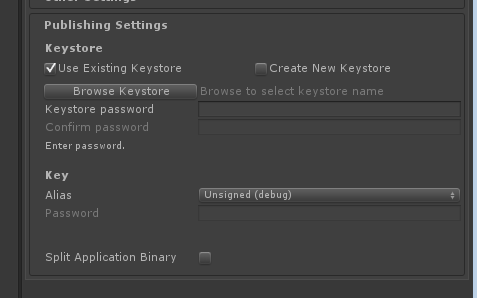 Publishing Settings
Keystore
Use Existing Keystore Create New Keystore
Browse Keystore Browse to select keystore name
Keystore password
Confirm password
Enter password.
Key
Alias Unsigned (debug)
Password
Split Application Binary